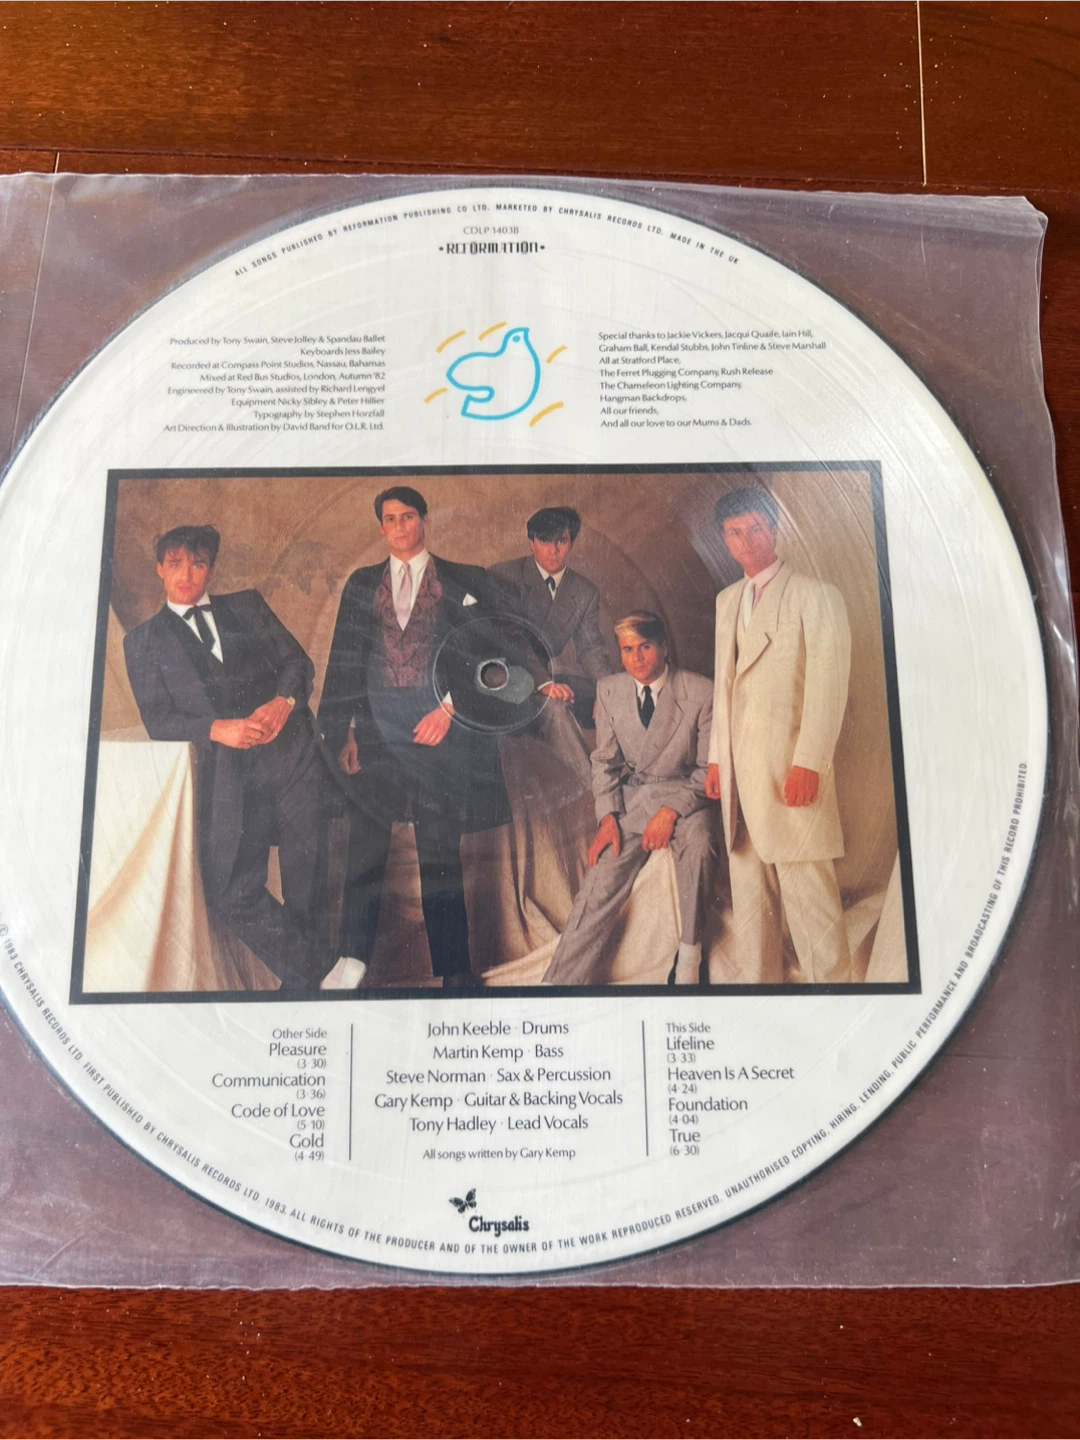 ALL SONGS PUBLISHED BY REFORMATION PUBLISHING CO LTD. MARKETED BY CHRYSALIS RECORDS LTD. MADE IN THE UK
CDLP 1403B
•REFORMATION•
Produced by Tony Swain, Steve Jolley & Spandau Ballet
Keyboards Jess Bailey
Recorded at Compass Point Studios, Nassau, Bahamas
Mixed at Red Bus Studios, London, Autumn '82
Engineered by Tony Swain, assisted by Richard Lengyel
Equipment Nicky Sibley & Peter Hillier
Typography by Stephen Horsfall
Art Direction & Illustration by David Band for O.L.R. Ltd.
Special thanks to Jackie Vickers, Jacqui Quaife, Iain Hill,
Graham Ball, Kendal Stubbs, John Tinline & Steve Marshall
All at Stratford Place,
The Ferret Plugging Company, Rush Release
The Chameleon Lighting Company,
Hangman Backdrops,
All our friends,
And all our love to our Mums & Dads.
Other Side
Pleasure
(3·30)
Communication
(3·36)
Code of Love
(5·10)
Gold
(4·49)
John Keeble · Drums
Martin Kemp · Bass
Steve Norman · Sax & Percussion
Gary Kemp · Guitar & Backing Vocals
Tony Hadley · Lead Vocals
All songs written by Gary Kemp
This Side
Lifeline
(3·33)
Heaven Is A Secret
(4·24)
Foundation
(4·04)
True
(6·30)
Chrysalis
© 1983 CHRYSALIS RECORDS LTD. FIRST PUBLISHED BY CHRYSALIS RECORDS LTD. 1983. ALL RIGHTS OF THE PRODUCER AND OF THE OWNER OF THE WORK REPRODUCED RESERVED. UNAUTHORISED COPYING, HIRING, LENDING, PUBLIC PERFORMANCE AND BROADCASTING OF THIS RECORD PROHIBITED.